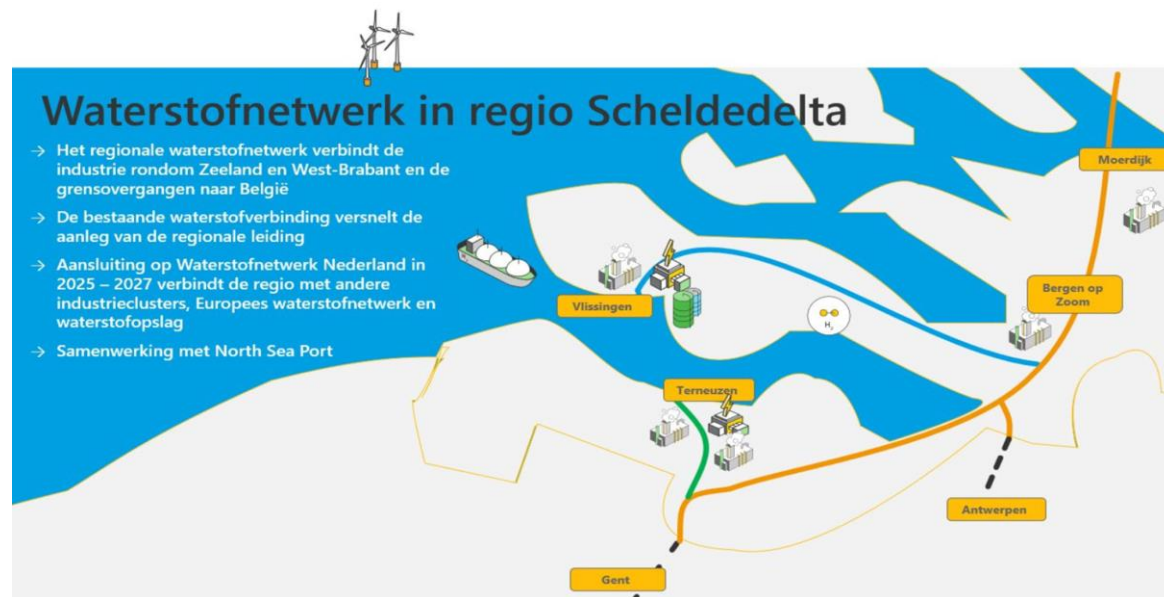 Waterstofnetwerk in regio Scheldedelta
→ Het regionale waterstofnetwerk verbindt de
industrie rondom Zeeland en West-Brabant en de
grensovergangen naar België
→ De bestaande waterstofverbinding versnelt de
aanleg van de regionale leiding
→ Aansluiting op Waterstofnetwerk Nederland in
2025 – 2027 verbindt de regio met andere
industrieclusters, Europees waterstofnetwerk en
waterstofopslag
→ Samenwerking met North Sea Port
Moerdijk
Bergen op
Zoom
Vlissingen
H₂
Terneuzen
Antwerpen
Gent